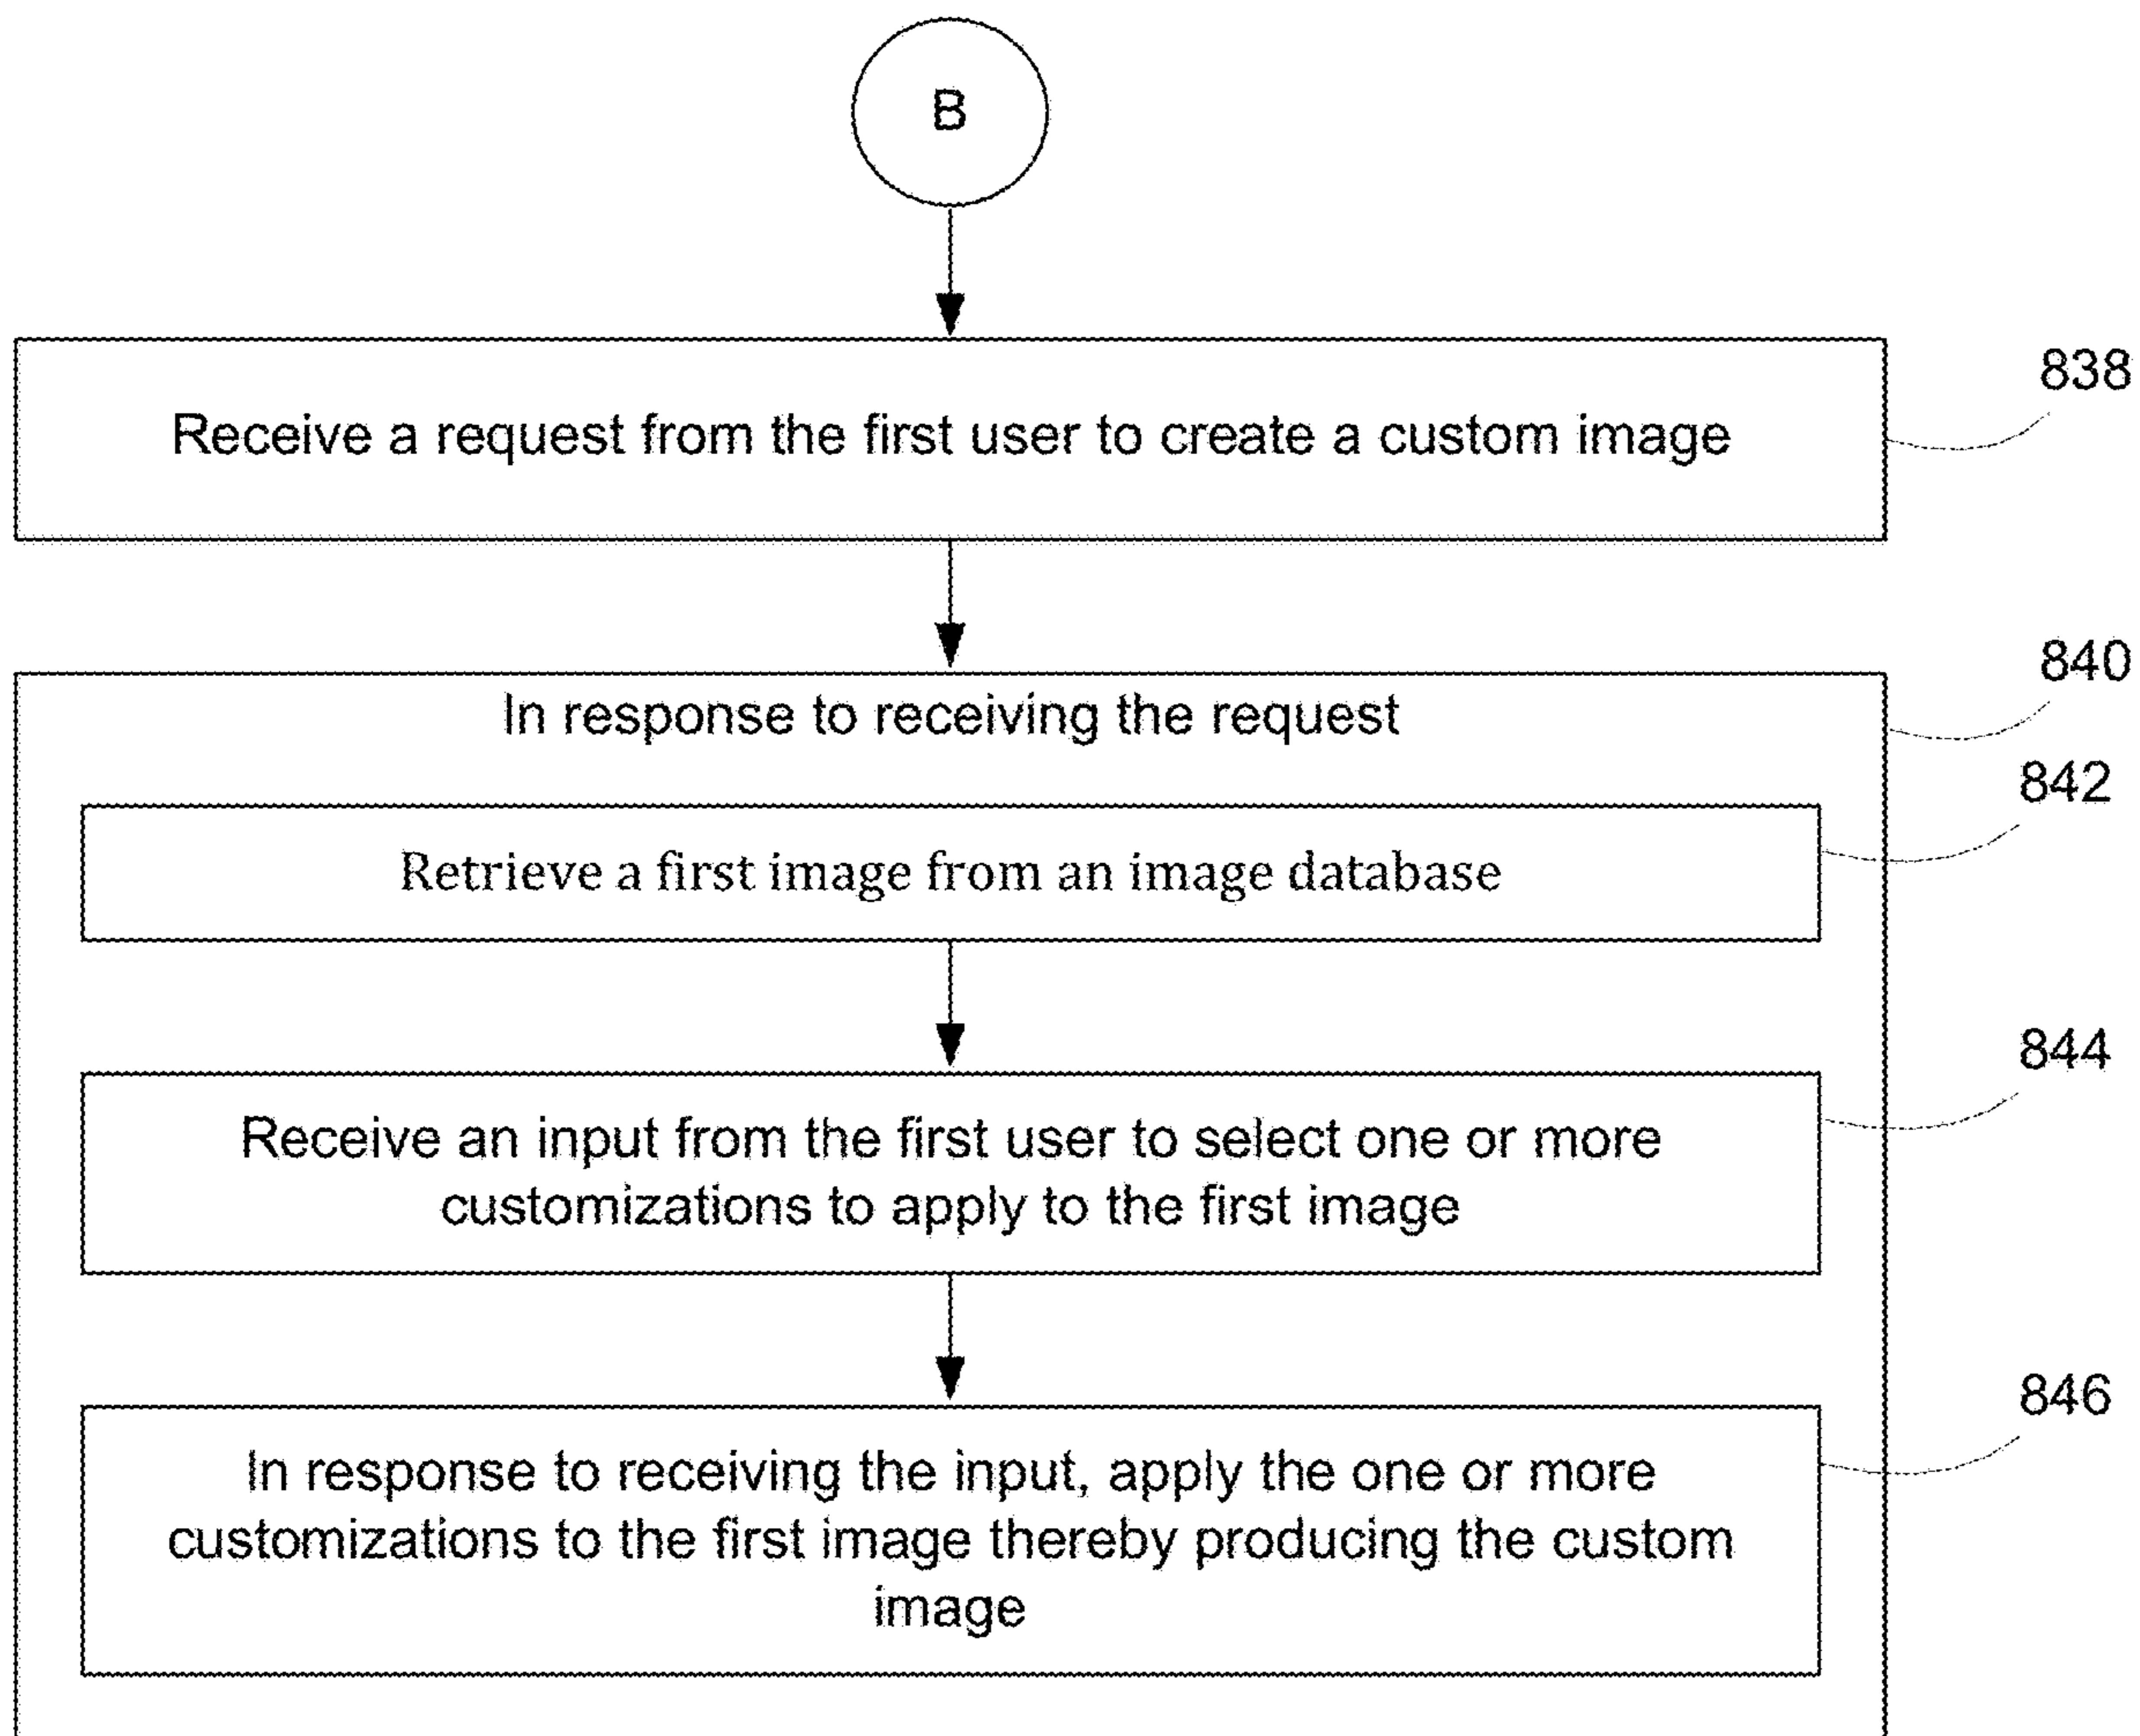 B
Receive a request from the first user to create a custom image
838
In response to receiving the request
840
Retrieve a first image from an image database
842
Receive an input from the first user to select one or more
customizations to apply to the first image
844
In response to receiving the input, apply the one or more
customizations to the first image thereby producing the custom
image
846